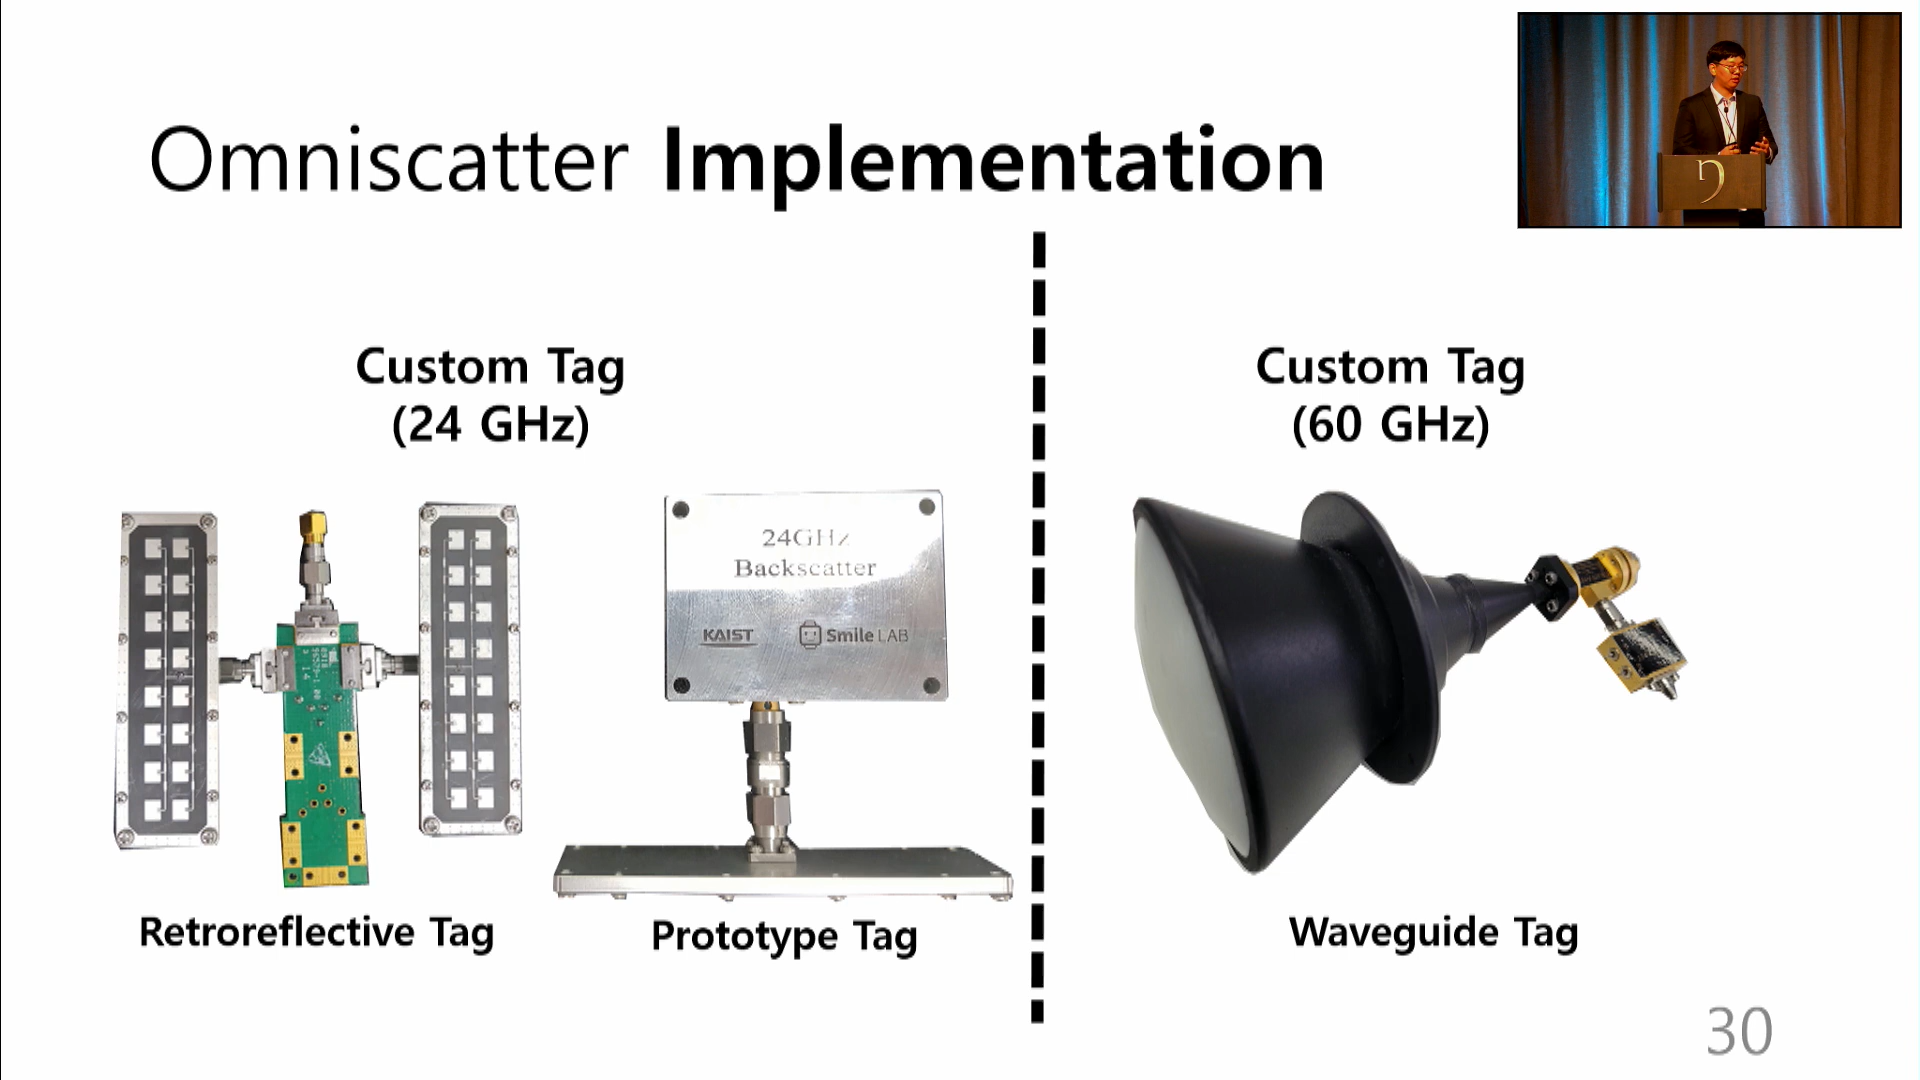 Omniscatter Implementation
Custom Tag
(24 GHz)
24GHz
Backscatter
KAIST
Smile LAB
Retroreflective Tag
Prototype Tag
Custom Tag
(60 GHz)
Waveguide Tag
30